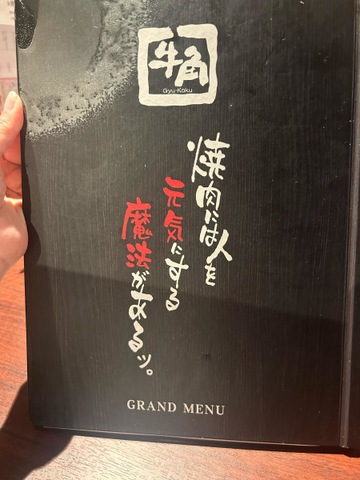 牛角
Gyu-Kaku
焼肉には人を
元気にする
魔法があるッ。
GRAND MENU